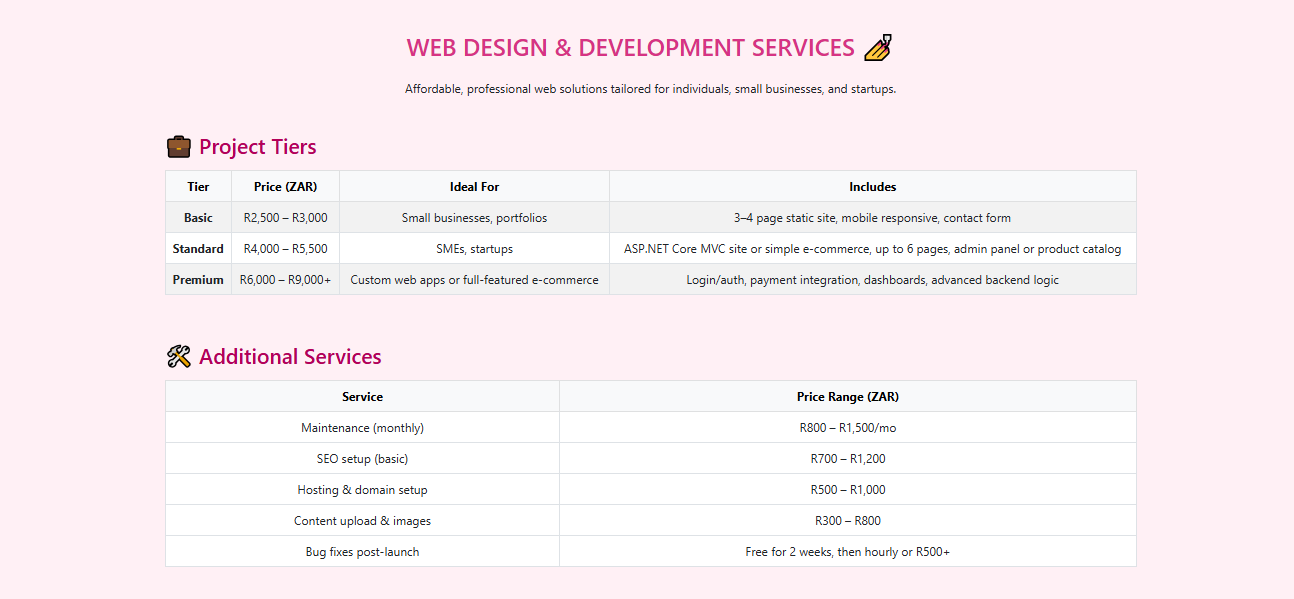 WEB DESIGN & DEVELOPMENT SERVICES 💅
Affordable, professional web solutions tailored for individuals, small businesses, and startups.
💼 Project Tiers
Tier Price (ZAR) Ideal For Includes
Basic R2,500 – R3,000 Small businesses, portfolios 3–4 page static site, mobile responsive, contact form
Standard R4,000 – R5,500 SMEs, startups ASP.NET Core MVC site or simple e-commerce, up to 6 pages, admin panel or product catalog
Premium R6,000 – R9,000+ Custom web apps or full-featured e-commerce Login/auth, payment integration, dashboards, advanced backend logic
🛠 Additional Services
Service Price Range (ZAR)
Maintenance (monthly) R800 – R1,500/mo
SEO setup (basic) R700 – R1,200
Hosting & domain setup R500 – R1,000
Content upload & images R300 – R800
Bug fixes post-launch Free for 2 weeks, then hourly or R500+